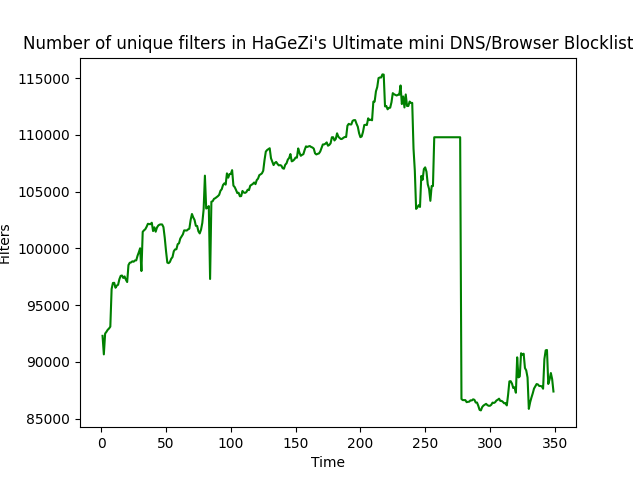 Number of unique filters in HaGeZi's Ultimate mini DNS/Browser Blocklist
115000
110000
105000
100000
95000
90000
85000
Filters
0 50 100 150 200 250 300 350
Time